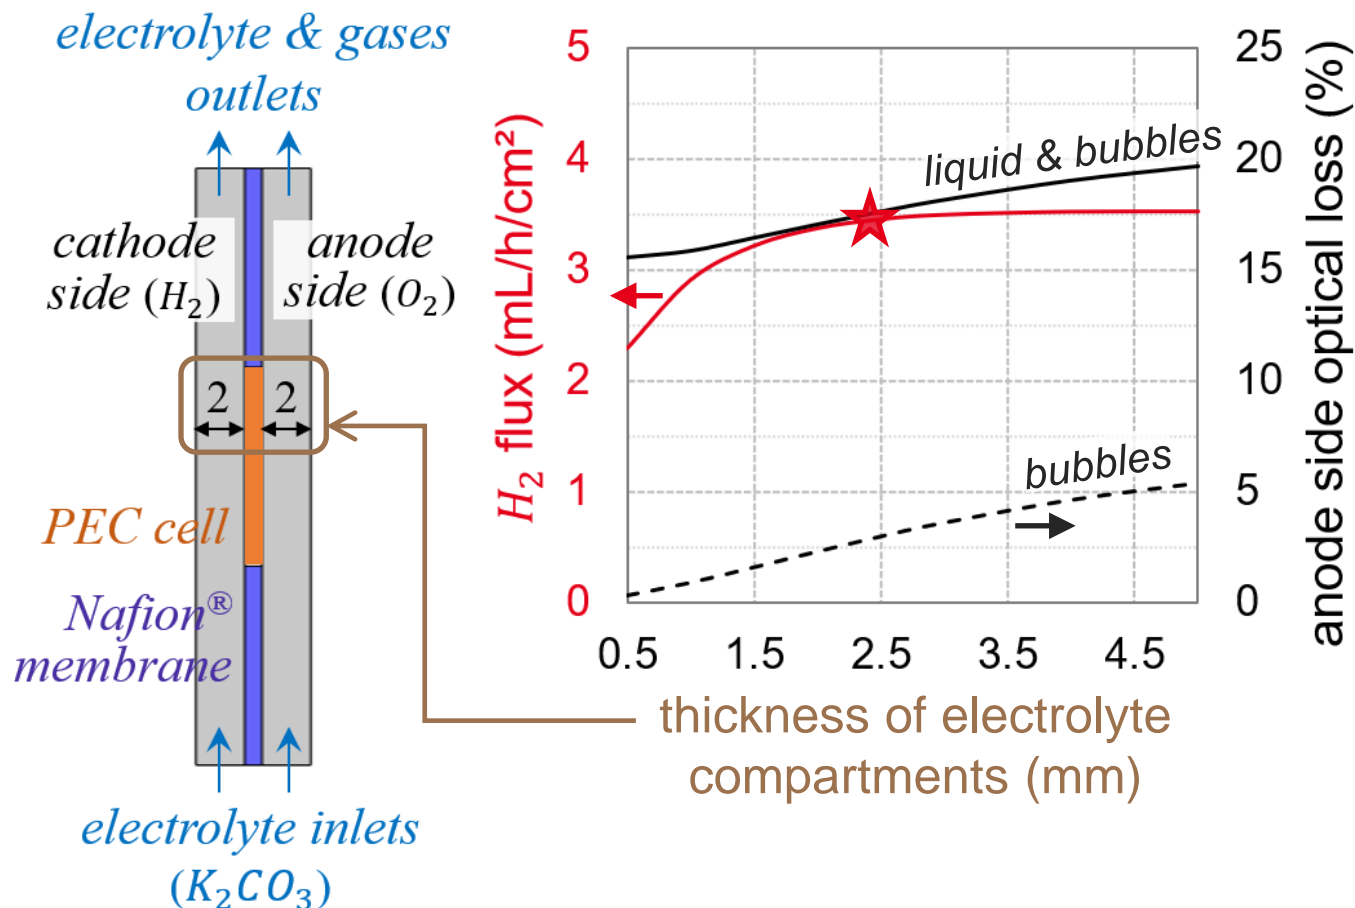 electrolyte & gases
outlets
cathode
side (H₂)
anode
side (O₂)
2
2
PEC cell
Nafion®
membrane
electrolyte inlets
(K₂CO₃)
H₂ flux (mL/h/cm²)
5
4
3
2
1
0
liquid & bubbles
bubbles
25
20
15
10
5
0
anode side optical loss (%)
0.5 1.5 2.5 3.5 4.5
thickness of electrolyte
compartments (mm)